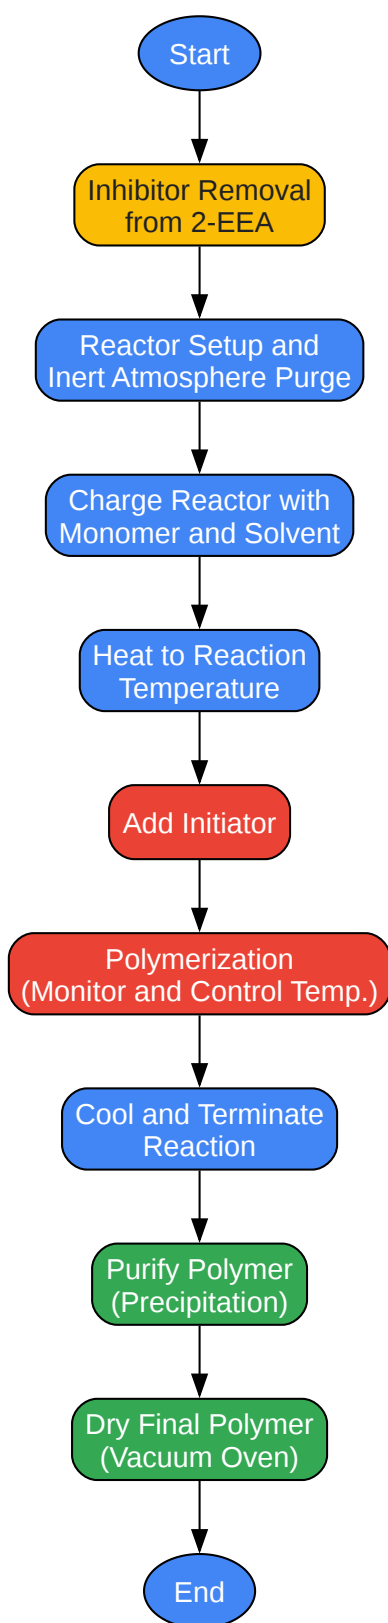 Start
Inhibitor Removal
from 2-EEA
Reactor Setup and
Inert Atmosphere Purge
Charge Reactor with
Monomer and Solvent
Heat to Reaction
Temperature
Add Initiator
Polymerization
(Monitor and Control Temp.)
Cool and Terminate
Reaction
Purify Polymer
(Precipitation)
Dry Final Polymer
(Vacuum Oven)
End